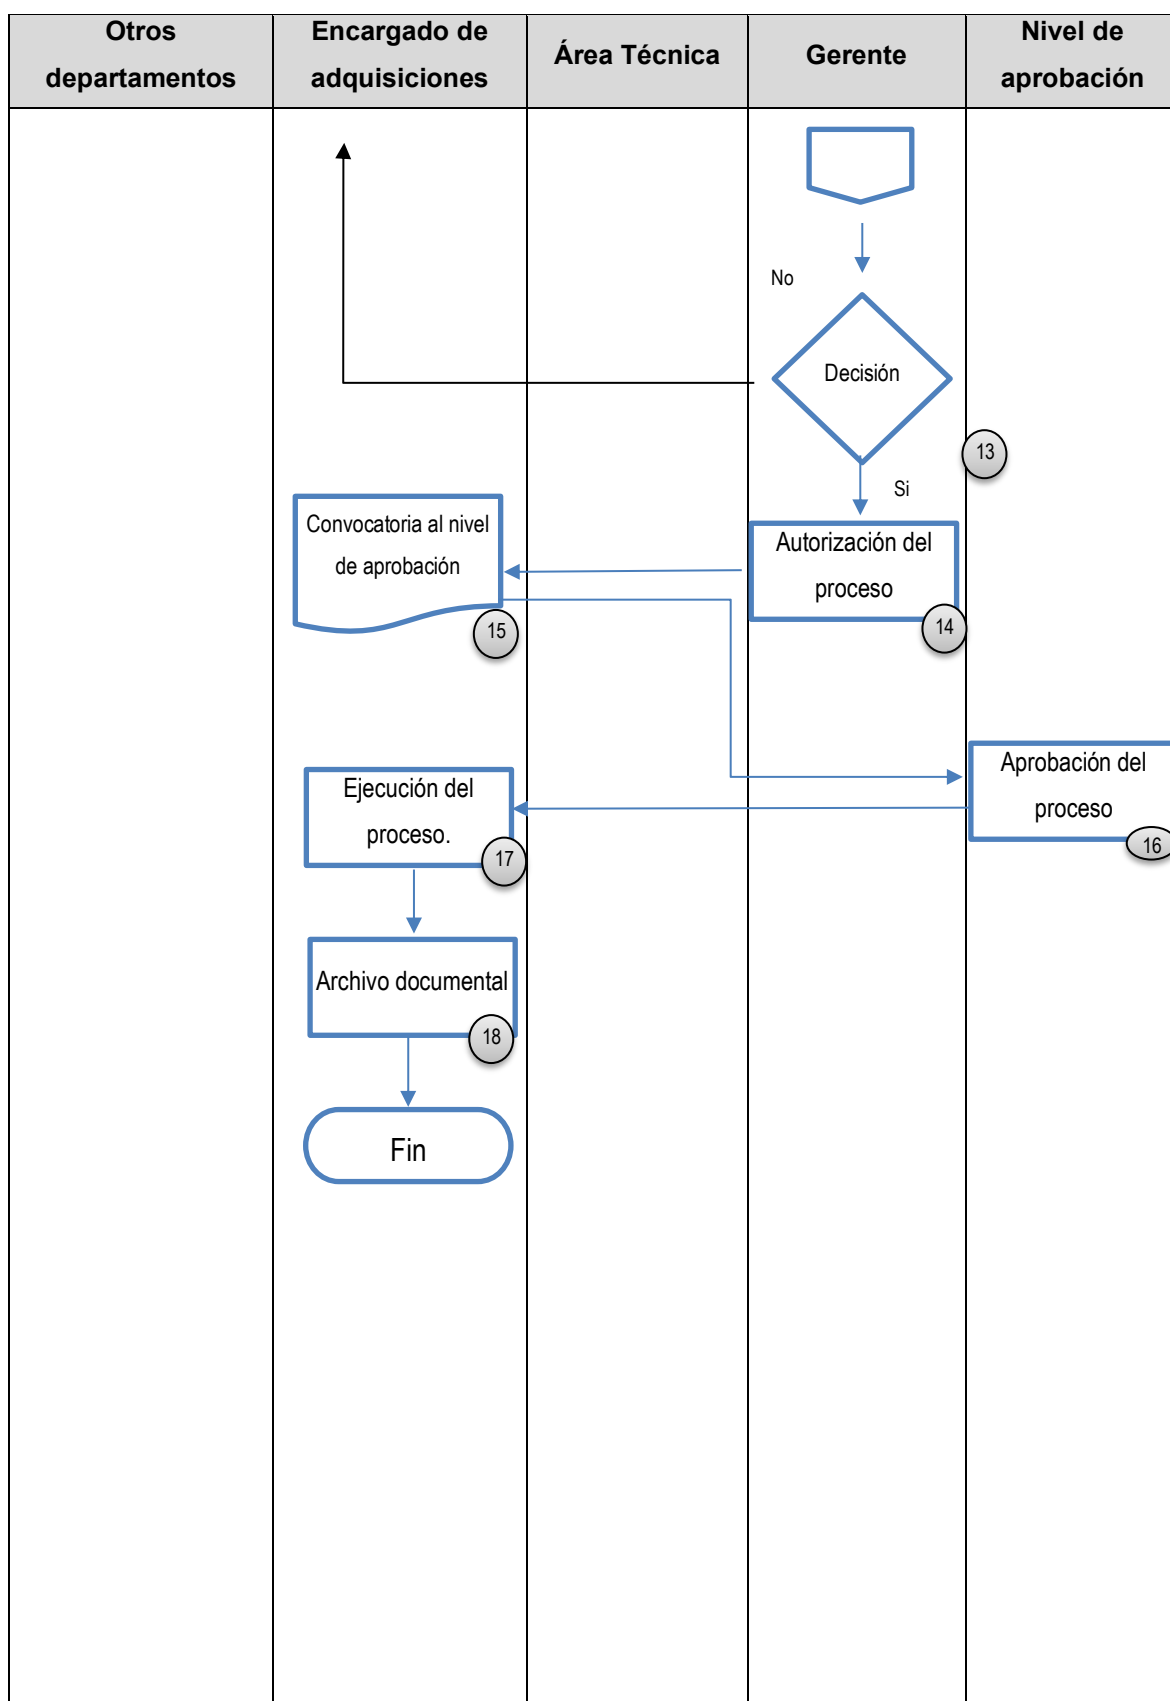 Otros
departamentos
Encargado de
adquisiciones
Área Técnica
Gerente
Nivel de
aprobación
No
Decisión
13
Si
Convocatoria al nivel
de aprobación
15
Autorización del
proceso
14
Aprobación del
proceso
16
Ejecución del
proceso.
17
Archivo documental
18
Fin